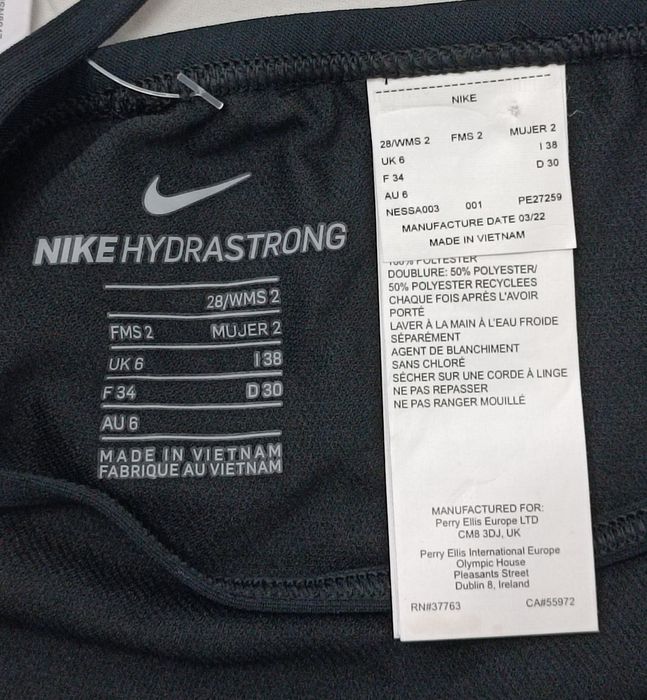 NIKE HYDRASTRONG
28/WMS 2
FMS 2 MUJER 2
UK 6 I 38
F 34 D 30
AU 6
MADE IN VIETNAM
FABRIQUE AU VIETNAM
NIKE
28/WMS 2 FMS 2 MUJER 2
UK 6 I 38
F 34 D 30
AU 6
NESSA003 001 PE27259
MANUFACTURE DATE 03/22
MADE IN VIETNAM
100% POLYESTER
DOUBLURE: 50% POLYESTER/
50% POLYESTER RECYCLEES
CHAQUE FOIS APRÈS L'AVOIR
PORTÉ
LAVER À LA MAIN À L'EAU FROIDE
SÉPARÉMENT
AGENT DE BLANCHIMENT
SANS CHLORÉ
SÉCHER SUR UNE CORDE À LINGE
NE PAS REPASSER
NE PAS RANGER MOUILLÉ
MANUFACTURED FOR:
Perry Ellis Europe LTD
CM8 3DJ, UK
Perry Ellis International Europe
Olympic House
Pleasants Street
Dublin 8, Ireland
RN#37763 CA#55972